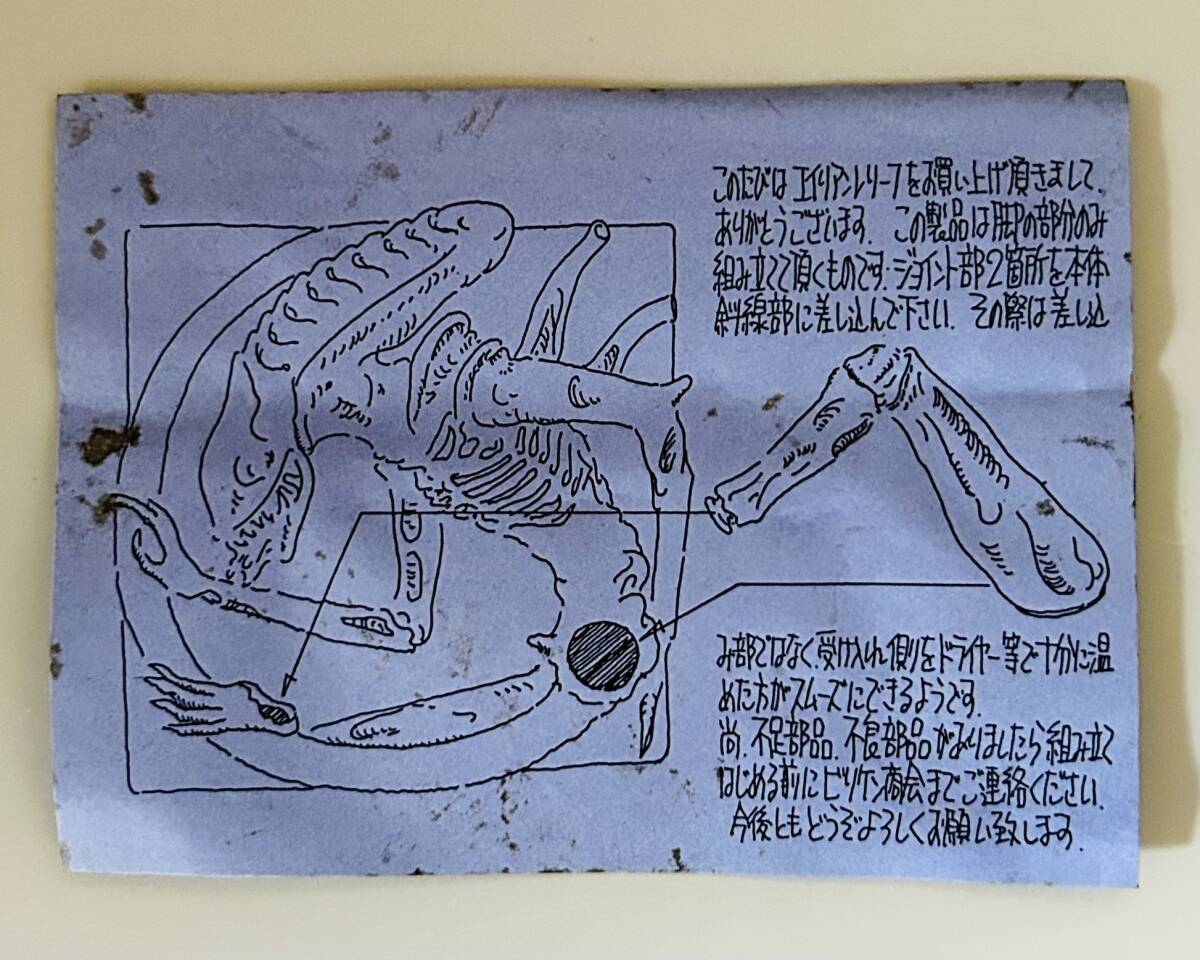 このたびはエイリアンレリーフをお買い上げ頂きまして、
ありがとうございます。この製品は脚の部分のみ
組み立てて頂くものです。ジョイント部2箇所を本体
斜線部に差し込んで下さい。その際は差し込
み部ではなく、受け入れ側をドライヤー等で十分に温
めた方がスムーズにできるようです。
尚、不足部品、不良部品がありましたら組み立て
はじめる前にビリケン商会までご連絡ください。
今後ともどうぞよろしくお願い致します。